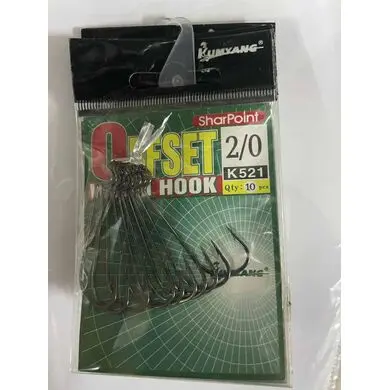 KUMYANG®
SharPoint
OFFSET
HOOK
2/0
K521
Qty: 10 pcs